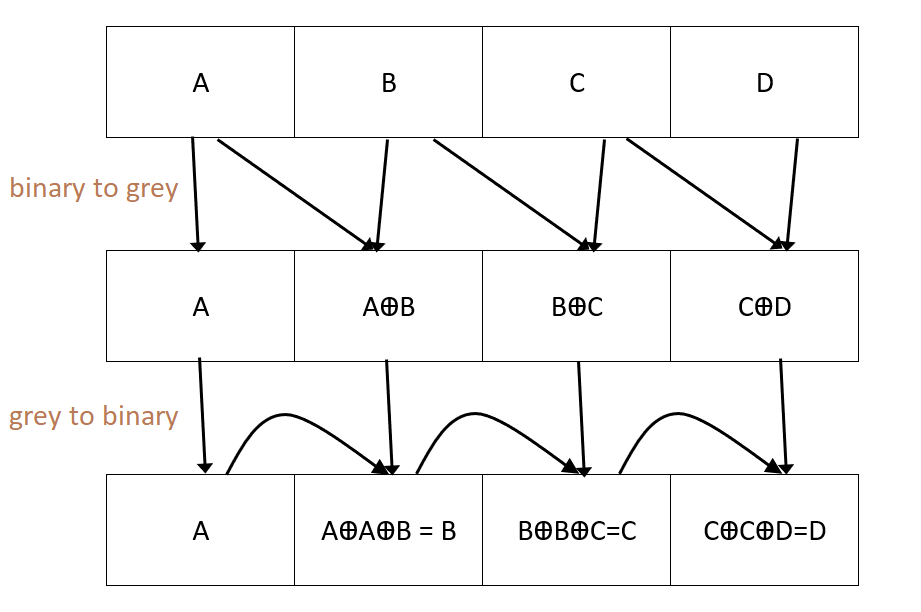 A B C D
binary to grey
A A⊕B B⊕C C⊕D
grey to binary
A A⊕A⊕B = B B⊕B⊕C=C C⊕C⊕D=D